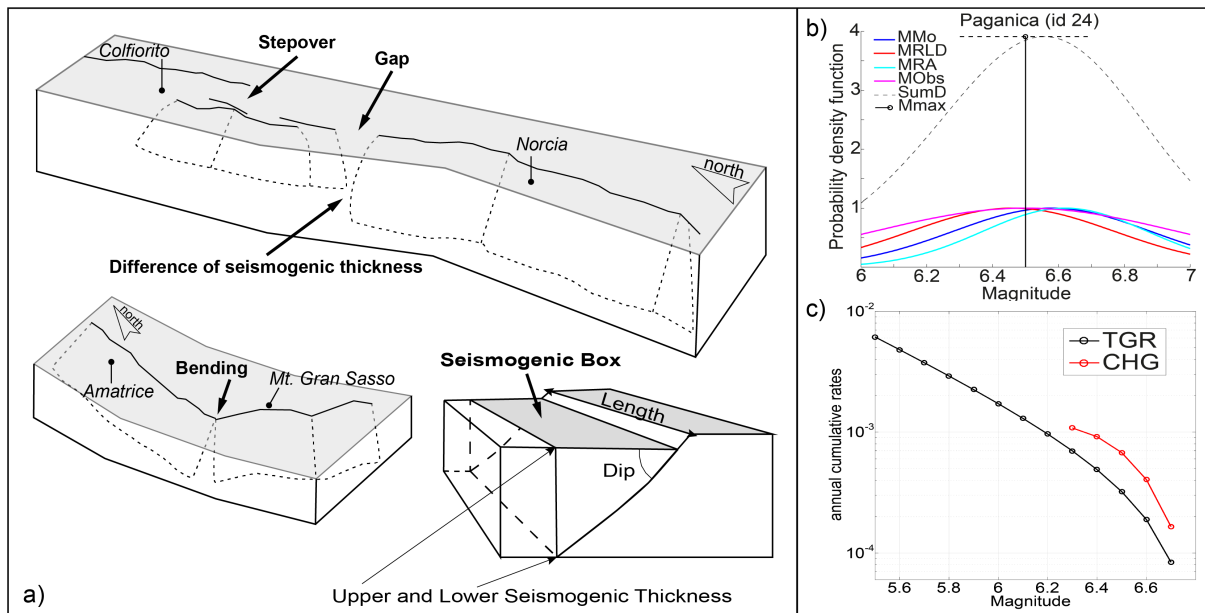 Colfiorito
Stepover
Gap
Norcia
north
Difference of seismogenic thickness
north
Amatrice
Bending
Mt. Gran Sasso
Seismogenic Box
Length
Dip
Upper and Lower Seismogenic Thickness
a)
b)
Paganica (id 24)
MMo
MRLD
MRA
MObs
SumD
Mmax
Probability density function
5
4
3
2
1
6
6.2
6.4
6.6
6.8
7
Magnitude
c)
TGR
CHG
annual cumulative rates
10-2
10-3
10-4
5.6
5.8
6
6.2
6.4
6.6
Magnitude